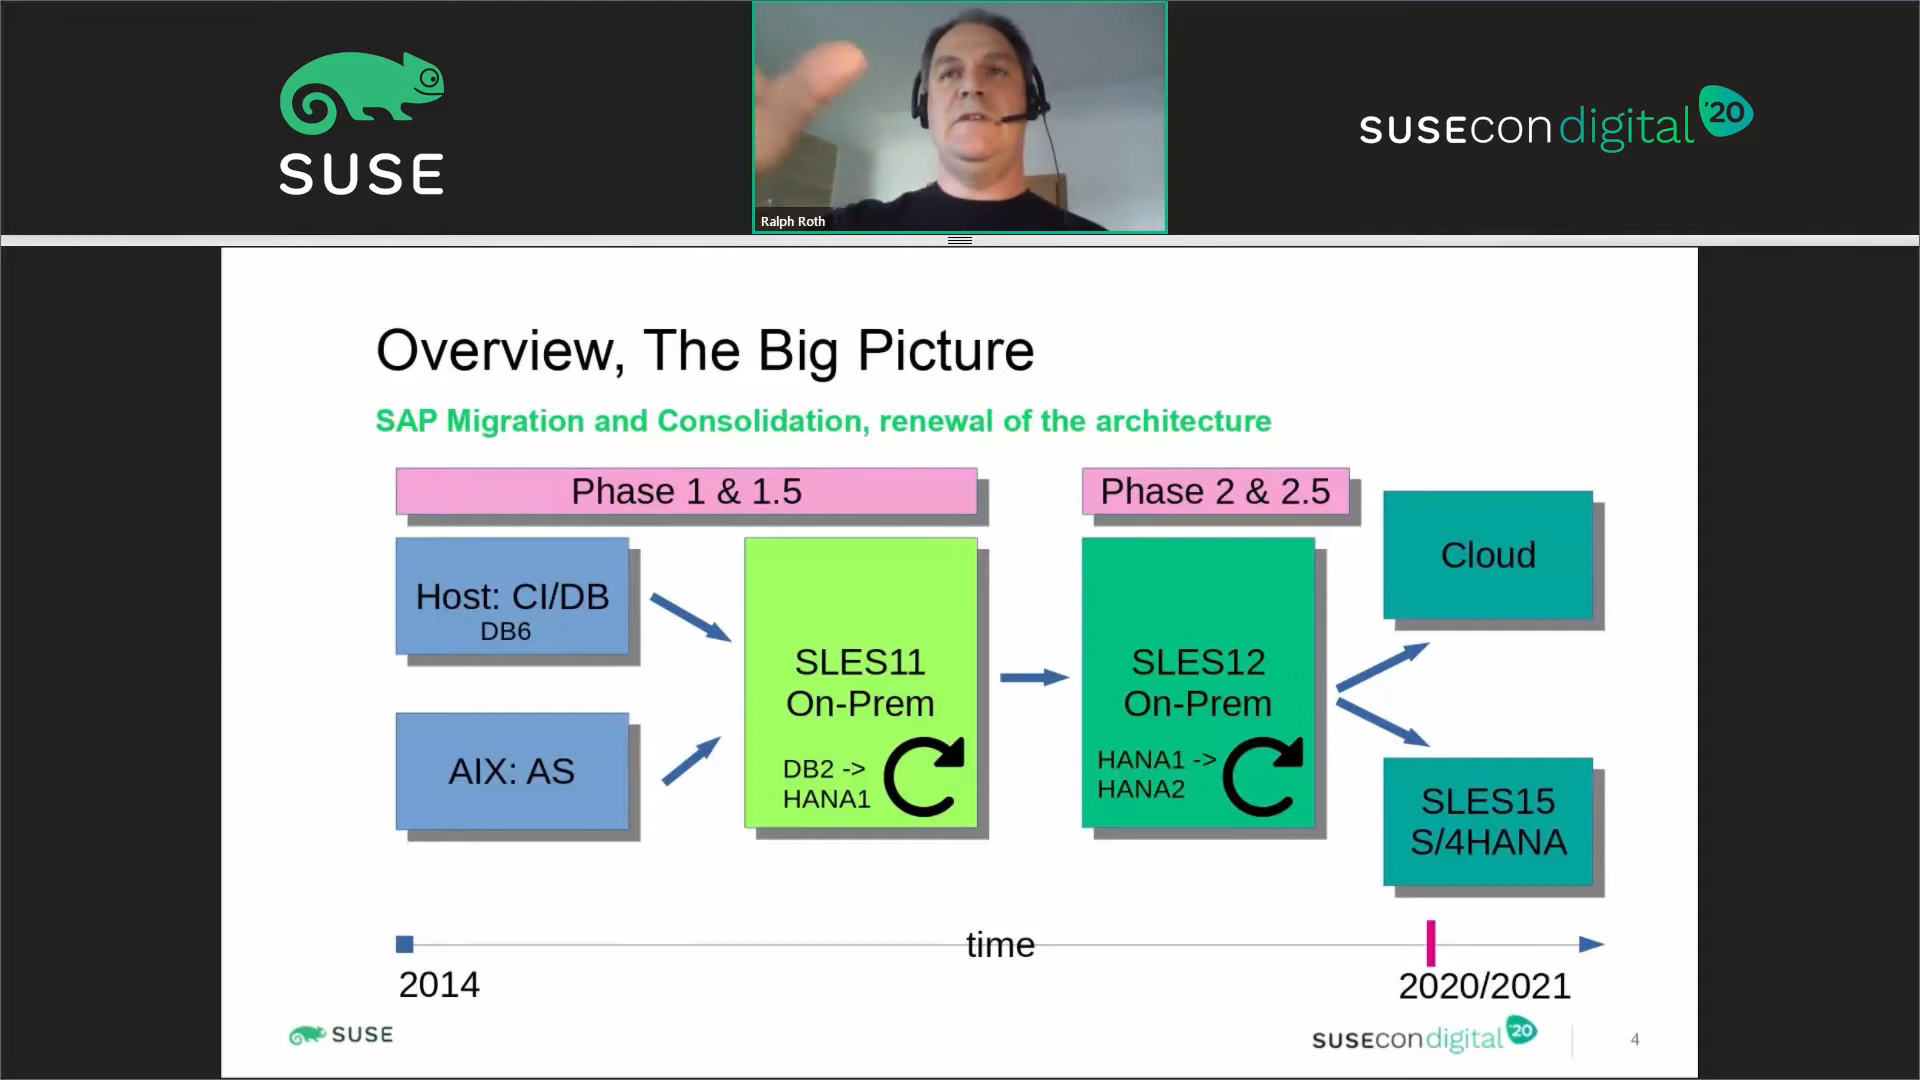 SUSE
Ralph Roth
SUSECON digital '20
Overview, The Big Picture
SAP Migration and Consolidation, renewal of the architecture
Phase 1 & 1.5
Phase 2 & 2.5
Host: CI/DB
DB6
AIX: AS
SLES11
On-Prem
DB2 ->
HANA1
SLES12
On-Prem
HANA1 ->
HANA2
Cloud
SLES15
S/4HANA
time
2014
2020/2021
SUSE
SUSECON digital '20
4